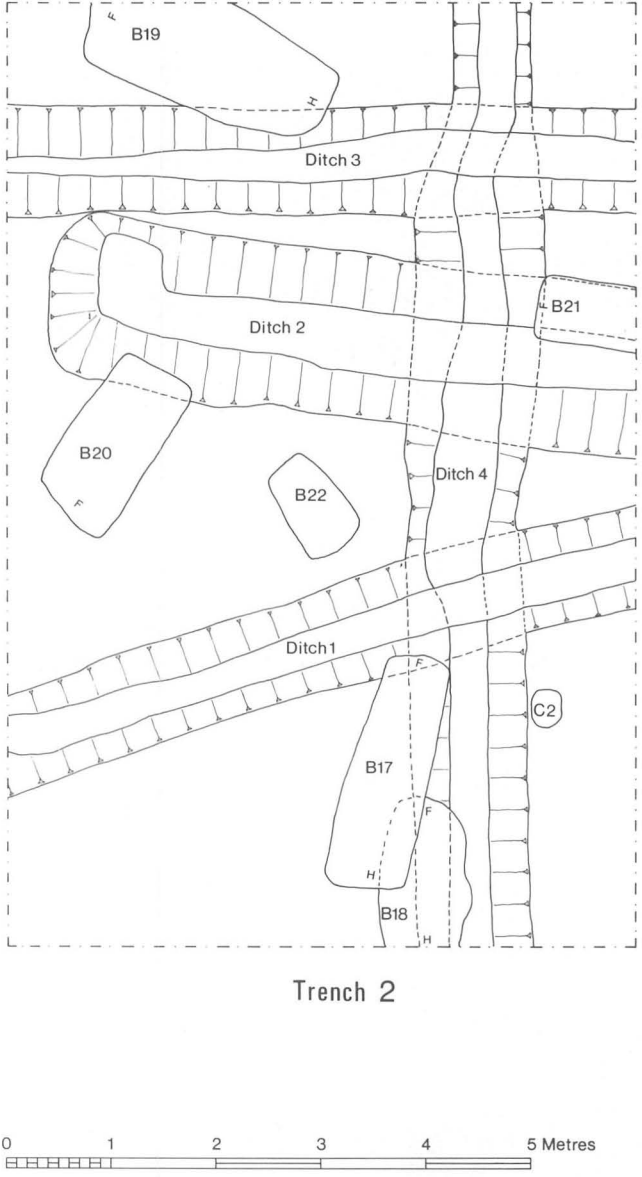 F
B19
H
Ditch 3
F
B21
Ditch 2
B20
F
B22
Ditch 4
Ditch 1
F
C2
B17
F
H
B18
H
Trench 2
0 1 2 3 4 5 Metres